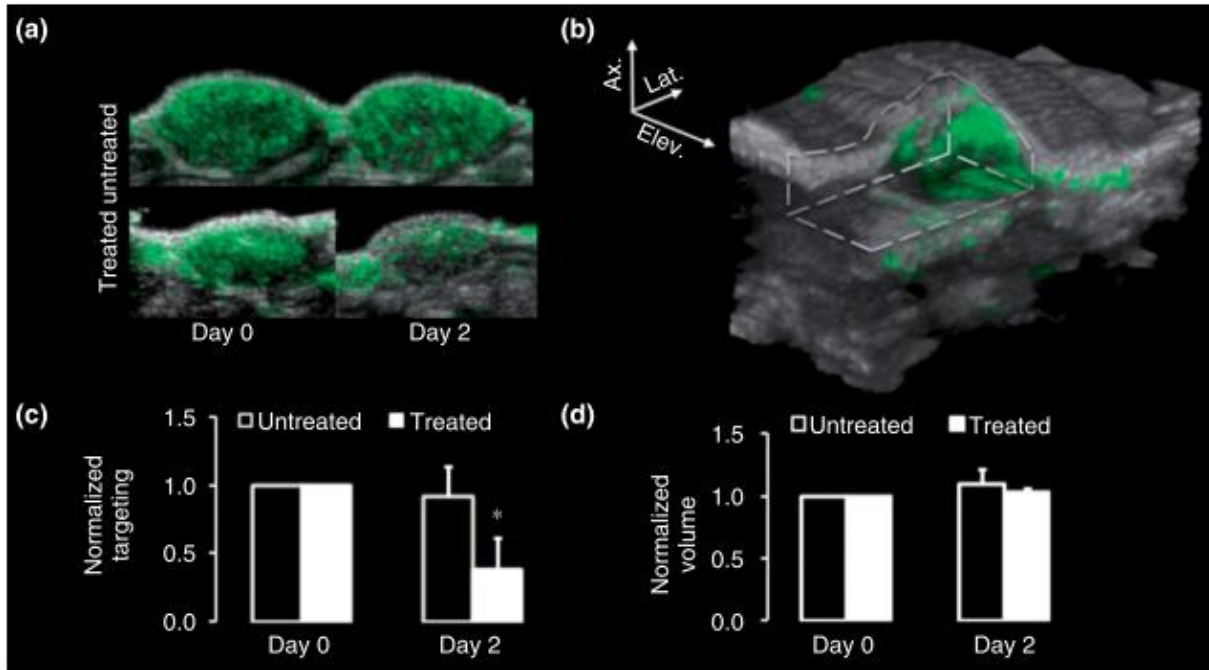 (a)
Treated untreated
Day 0
Day 2
(b)
Ax.
Lat.
Elev.
(c)
Normalized
targeting
1.5
1.0
0.5
0.0
Untreated
Treated
*
Day 0
Day 2
(d)
Normalized
volume
1.5
1.0
0.5
0.0
Untreated
Treated
Day 0
Day 2